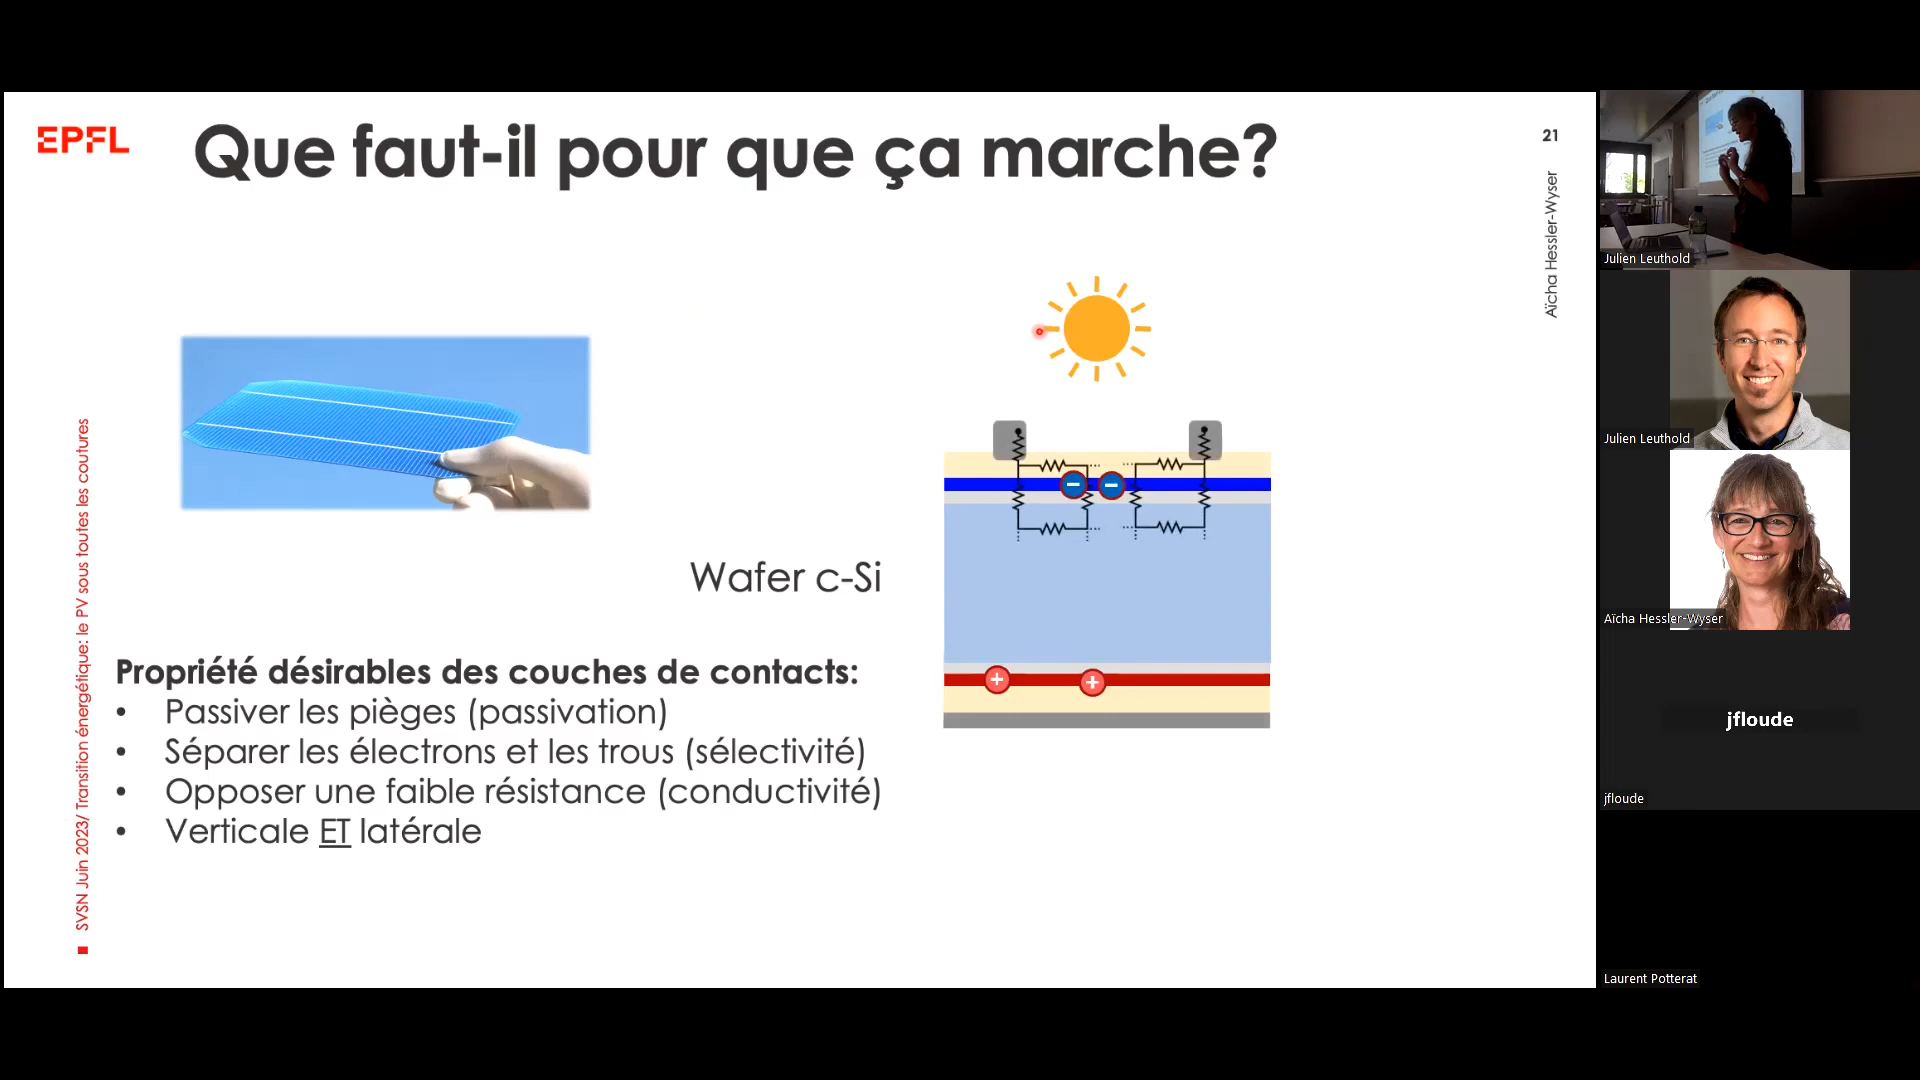 EPFL
Que faut-il pour que ça marche?
21
Aïcha Hessler-Wyser
SVSN Juin 2023/ Transition énergétique: le PV sous toutes les coutures
Wafer c-Si
Propriété désirables des couches de contacts:
• Passiver les pièges (passivation)
• Séparer les électrons et les trous (sélectivité)
• Opposer une faible résistance (conductivité)
• Verticale ET latérale
Julien Leuthold
Julien Leuthold
Aïcha Hessler-Wyser
jfloude
jfloude
Laurent Potterat